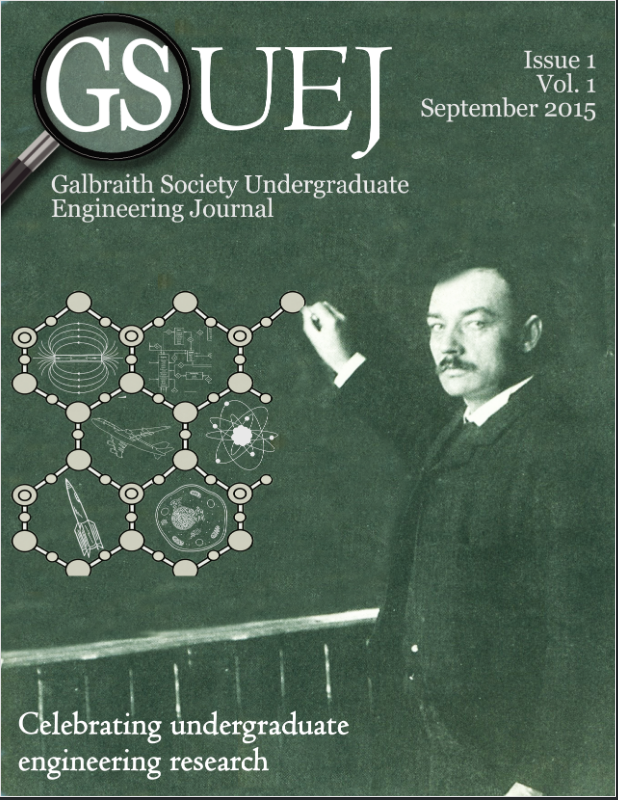 GSUEJ
Issue 1
Vol. 1
September 2015
Galbraith Society Undergraduate
Engineering Journal
Celebrating undergraduate
engineering research